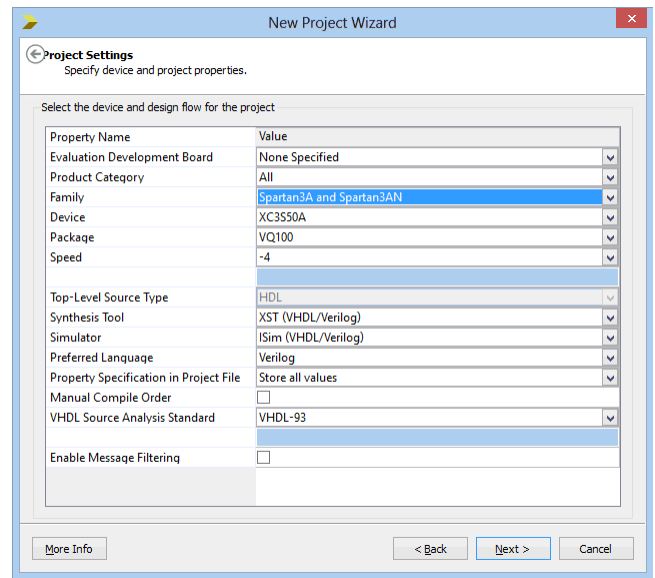 New Project Wizard
Project Settings
Specify device and project properties.
Select the device and design flow for the project
Property Name Value
Evaluation Development Board None Specified
Product Category All
Family Spartan3A and Spartan3AN
Device XC3S50A
Package VQ100
Speed -4
Top-Level Source Type HDL
Synthesis Tool XST (VHDL/Verilog)
Simulator ISim (VHDL/Verilog)
Preferred Language Verilog
Property Specification in Project File Store all values
Manual Compile Order
VHDL Source Analysis Standard VHDL-93
Enable Message Filtering
More Info < Back Next > Cancel